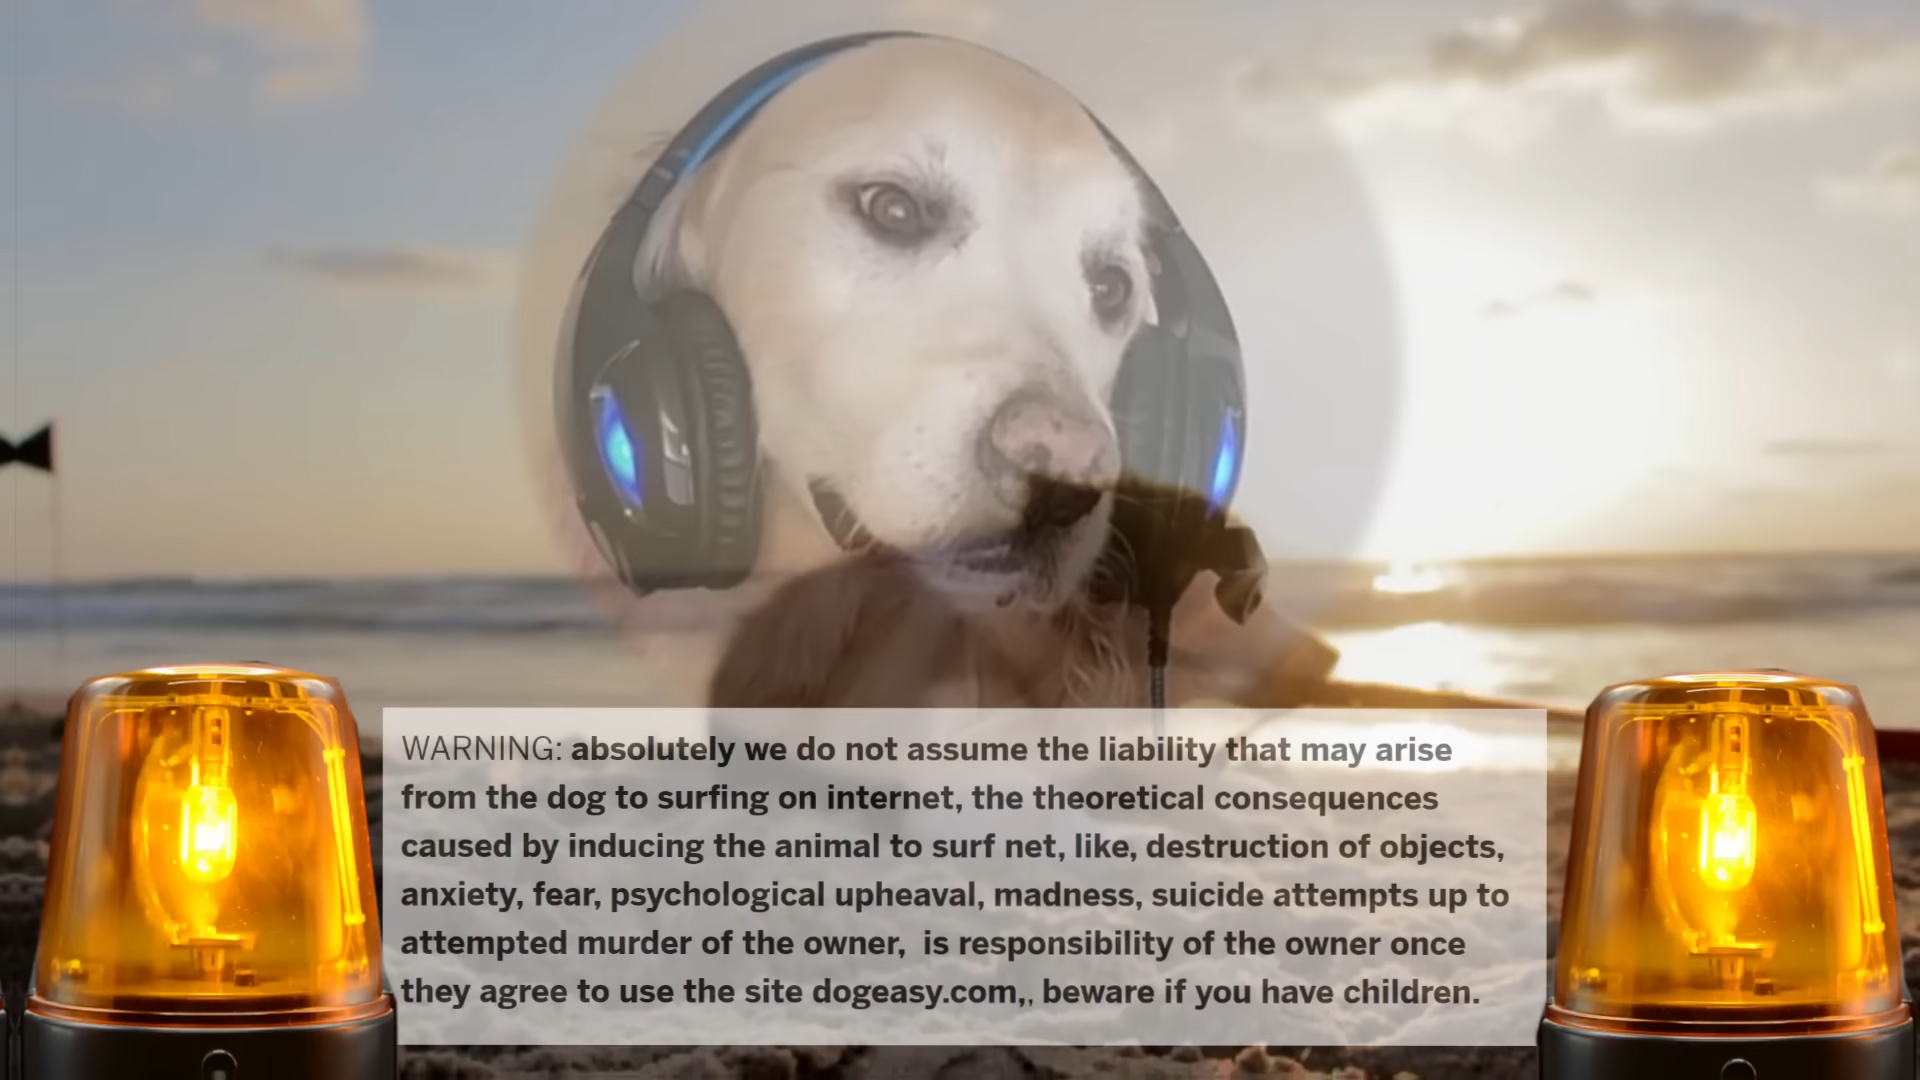 WARNING: absolutely we do not assume the liability that may arise
from the dog to surfing on internet, the theoretical consequences
caused by inducing the animal to surf net, like, destruction of objects,
anxiety, fear, psychological upheaval, madness, suicide attempts up to
attempted murder of the owner,  is responsibility of the owner once
they agree to use the site dogeasy.com,, beware if you have children.